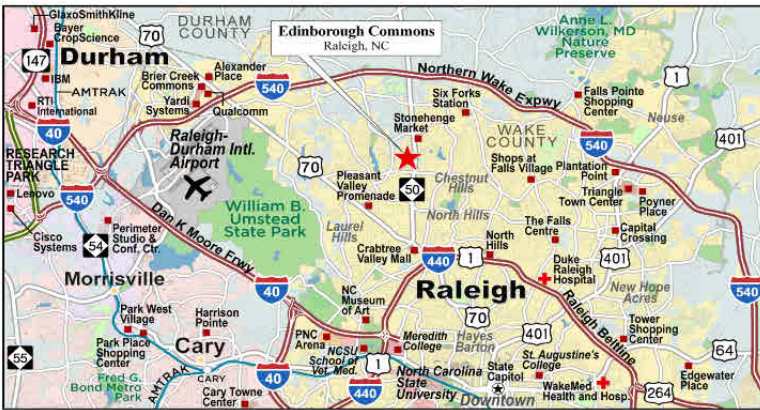 GlaxoSmithKline
Bayer
CropScience
147
Durham
IBM
AMTRAK
RTI
International
40
DURHAM
COUNTY
70
Alexander
Place
Brier Creek
Commons
Yardi
Systems
Qualcomm
540
Edinborough Commons
Raleigh, NC
Northern Wake Expwy
Anne L.
Wilkerson, MD
Nature
Preserve
1
Six Forks
Station
Falls Pointe
Shopping
Center
Neuse
401
Stonehenge
Market
WAKE
COUNTY
540
Raleigh-
Durham Intl.
Airport
70
RESEARCH
TRIANGLE
PARK
Lenovo
540
Cisco
Systems
54
Perimeter
Studio &
Conf. Ctr.
Dan K Moore Frwy
William B.
Umstead
State Park
Pleasant
Valley
Promenade
50
Chestnut
Hills
Shops at
Falls Village
Plantation
Point
Triangle
Town Center
Poyner
Place
Laurel
Hills
North Hills
The Falls
Centre
Capital
Crossing
Crabtree
Valley Mall
440
1
North
Hills
401
Duke
Raleigh
Hospital
New Hope
Acres
540
Morrisville
40
Raleigh
Raleigh Beltline
Park West
Village
Harrison
Pointe
NC
Museum
of Art
70
401
Tower
Shopping
Center
Park Place
Shopping
Center
Cary
PNC
Arena
NCSU
School of
Vet. Med.
1
Meredith
College
Hayes
Barton
St. Augustine's
College
64
55
Fred G.
Bond Metro
Park
AMTRAK
CARY
Cary Towne
Center
40
440
North Carolina
State
University
State
Capitol
Downtown
WakeMed
Health and Hosp.
264
Edgewater
Place